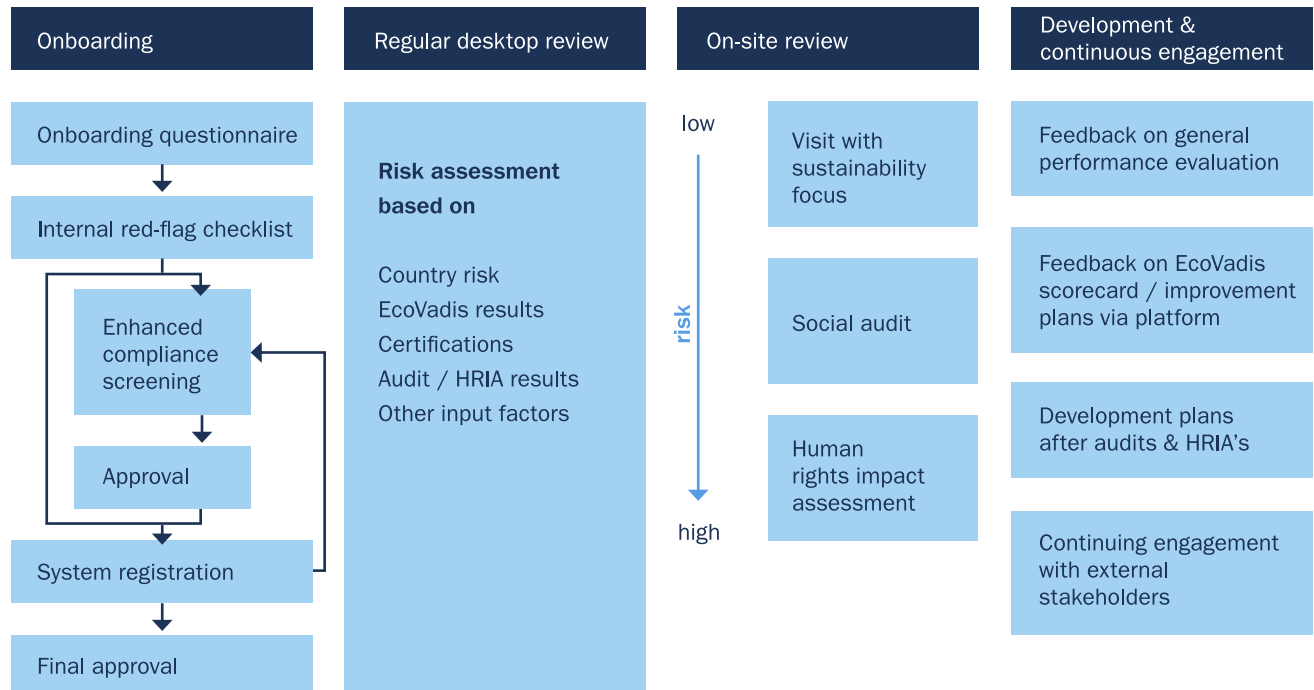 Onboarding
Onboarding questionnaire
Internal red-flag checklist
Enhanced
compliance
screening
Approval
System registration
Final approval
Regular desktop review
Risk assessment
based on
Country risk
EcoVadis results
Certifications
Audit / HRIA results
Other input factors
On-site review
low
risk
high
Visit with
sustainability
focus
Social audit
Human
rights impact
assessment
Development &
continuous engagement
Feedback on general
performance evaluation
Feedback on EcoVadis
scorecard / improvement
plans via platform
Development plans
after audits & HRIA's
Continuing engagement
with external
stakeholders